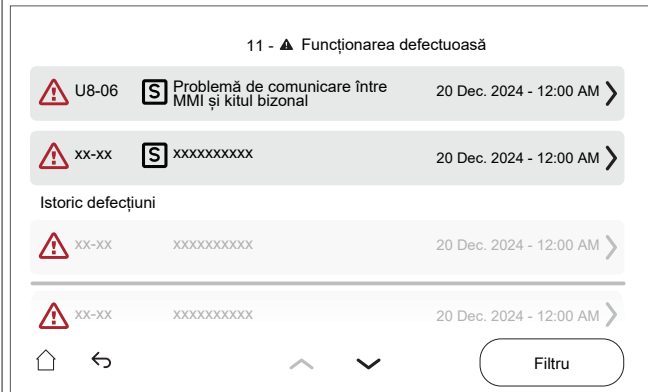 11 - Funcționarea defectuoasă
U8-06 S Problemă de comunicare între MMI și kitul bizonal 20 Dec. 2024 - 12:00 AM
xx-xx S xxxxxxxxxx 20 Dec. 2024 - 12:00 AM
Istoric defecțiuni
xx-xx xxxxxxxxxx 20 Dec. 2024 - 12:00 AM
xx-xx xxxxxxxxxx 20 Dec. 2024 - 12:00 AM
Filtru